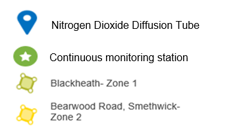 Nitrogen Dioxide Diffusion Tube
Continuous monitoring station
Blackheath- Zone 1
Bearwood Road, Smethwick-
Zone 2